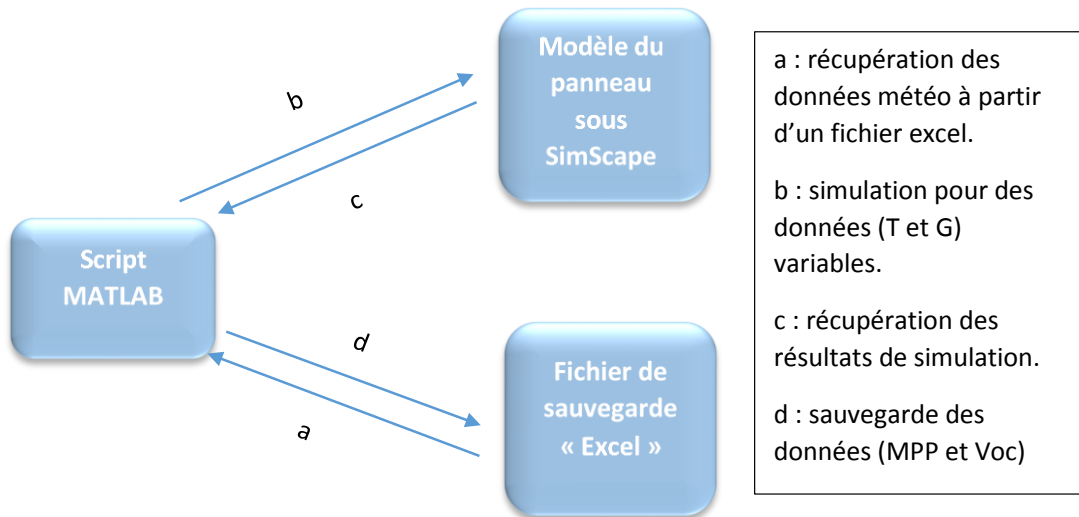 Modèle du
panneau
sous
SimScape
b
c
Script
MATLAB
d
a
Fichier de
sauvegarde
« Excel »
a : récupération des
données météo à partir
d’un fichier excel.
b : simulation pour des
données (T et G)
variables.
c : récupération des
résultats de simulation.
d : sauvegarde des
données (MPP et Voc)